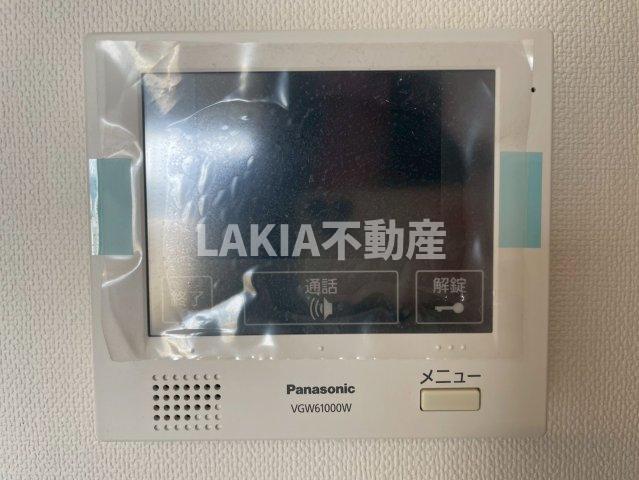 LAKIA不動産
通話
解錠
終了
Panasonic
メニュー
VGW61000W